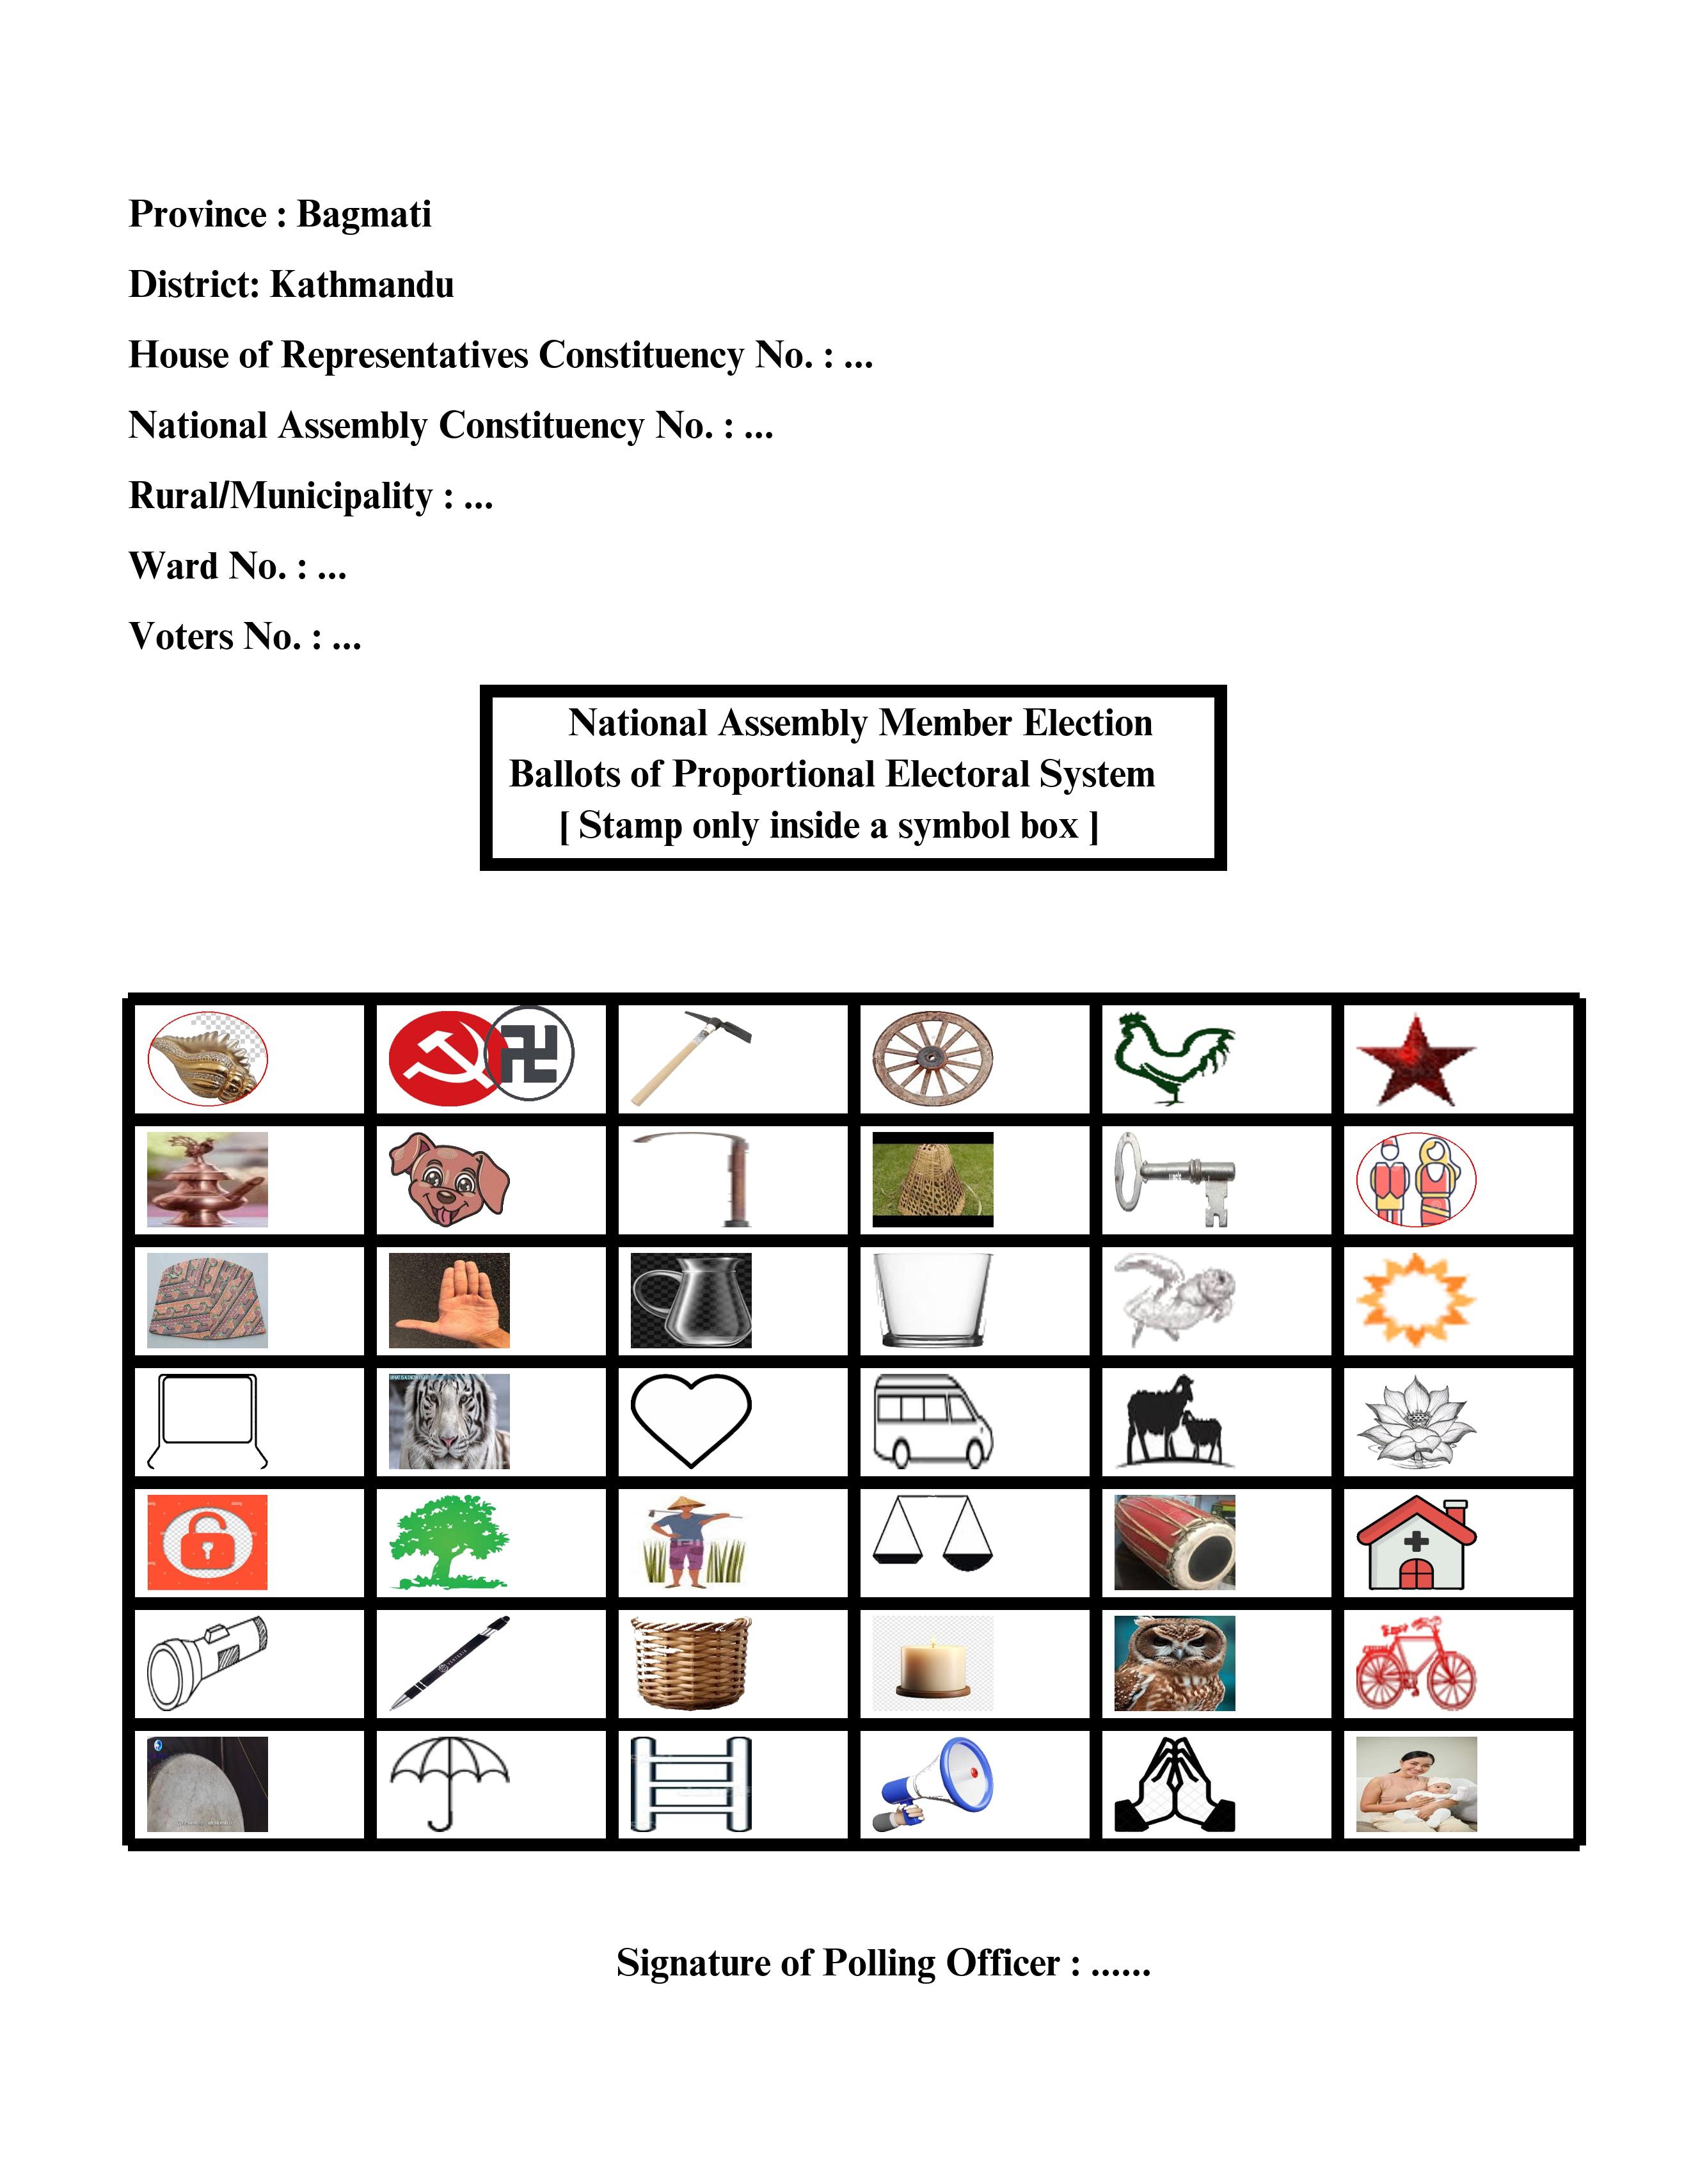 Province : Bagmati
District: Kathmandu
House of Representatives Constituency No. : ...
National Assembly Constituency No. : ...
Rural/Municipality : ...
Ward No. : ...
Voters No. : ...
National Assembly Member Election
Ballots of Proportional Electoral System
[ Stamp only inside a symbol box ]
Signature of Polling Officer : ......